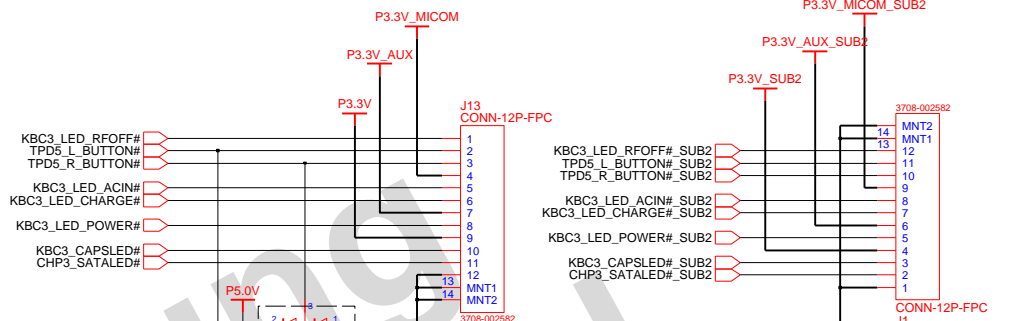 P3.3V_MICOM
P3.3V_AUX
P3.3V
J13
CONN-12P-FPC
KBC3_LED_RFOFF#
TPD5_L_BUTTON#
TPD5_R_BUTTON#
KBC3_LED_ACIN#
KBC3_LED_CHARGE#
KBC3_LED_POWER#
KBC3_CAPSLED#
CHP3_SATALED#
1
2
3
4
5
6
7
8
9
10
11
12
13
MNT1
14
MNT2
3708-002582
P5.0V
3
2
1
P3.3V_MICOM_SUB2
P3.3V_AUX_SUB2
P3.3V_SUB2
3708-002582
KBC3_LED_RFOFF#_SUB2
TPD5_L_BUTTON#_SUB2
TPD5_R_BUTTON#_SUB2
KBC3_LED_ACIN#_SUB2
KBC3_LED_CHARGE#_SUB2
KBC3_LED_POWER#_SUB2
KBC3_CAPSLED#_SUB2
CHP3_SATALED#_SUB2
MNT2
14
MNT1
13
12
11
10
9
8
7
6
5
4
3
2
1
CONN-12P-FPC
J1